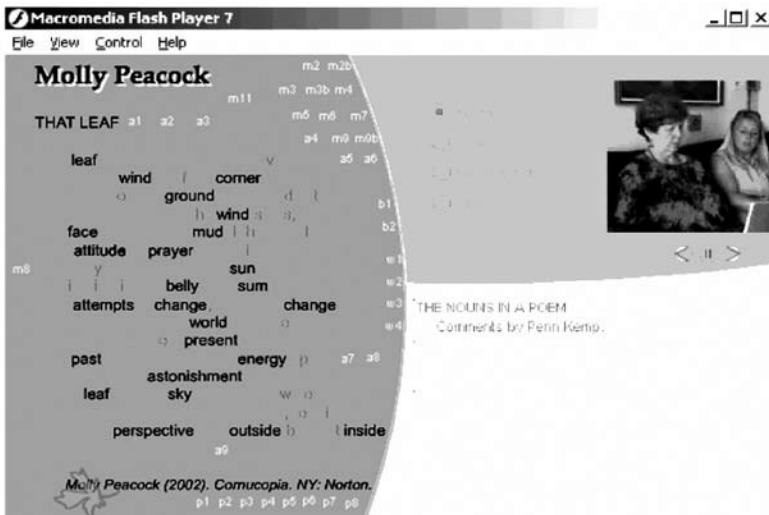 Macromedia Flash Player 7
File View Control Help
Molly Peacock
m2 m2b
m3 m3b m4
m11
m5 m6 m7
THAT LEAF a1 a2 a3
a4 m9 m9b
leaf v a5 a6
wind f corner
o ground d t
b1
h wind s s,
b2
face mud l h l
attitude prayer i
w1
m8 y sun
w2
i i i belly sum
attempts change, change w3
world o w4
o present
past energy p a7 a8
astonishment
leaf sky w o
, o i
perspective outside b t inside
a9
Molly Peacock (2002). Cornucopia. NY: Norton.
p1 p2 p3 p4 p5 p6 p7 p8
THE NOUNS IN A POEM
Comments by Penn Kemp.